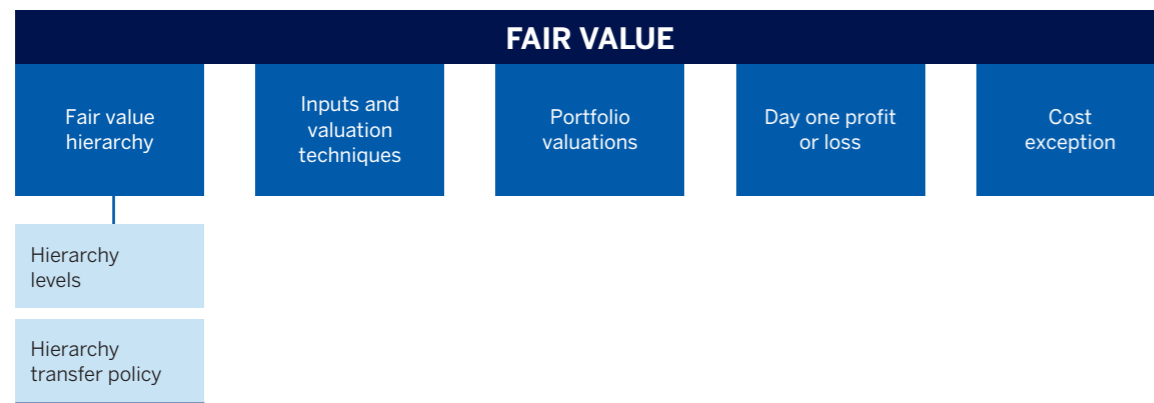 FAIR VALUE
Fair value
hierarchy
Inputs and
valuation
techniques
Portfolio
valuations
Day one profit
or loss
Cost
exception
Hierarchy
levels
Hierarchy
transfer policy